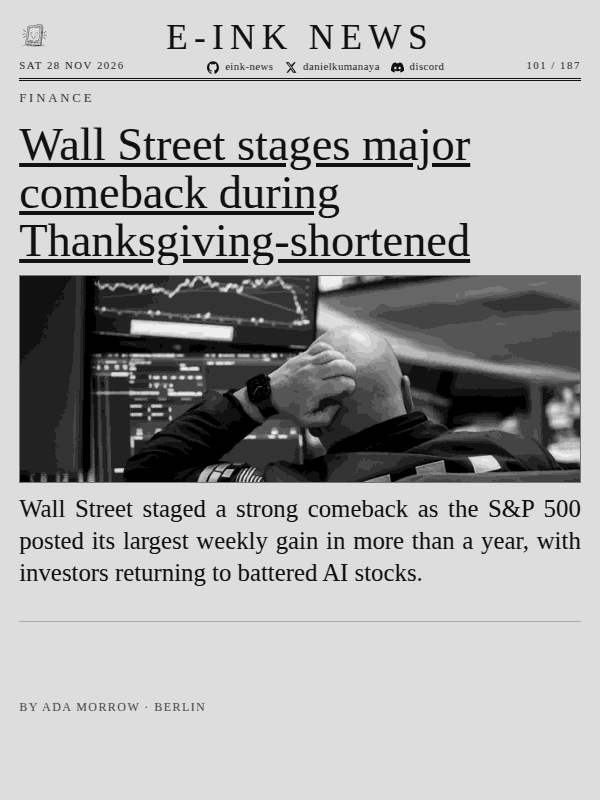 E-INK NEWS
SAT 28 NOV 2026
eink-news
danielkumanaya
discord
101 / 187
FINANCE
Wall Street stages major
comeback during
Thanksgiving-shortened
Wall Street staged a strong comeback as the S&P 500
posted its largest weekly gain in more than a year, with
investors returning to battered AI stocks.
BY ADA MORROW · BERLIN